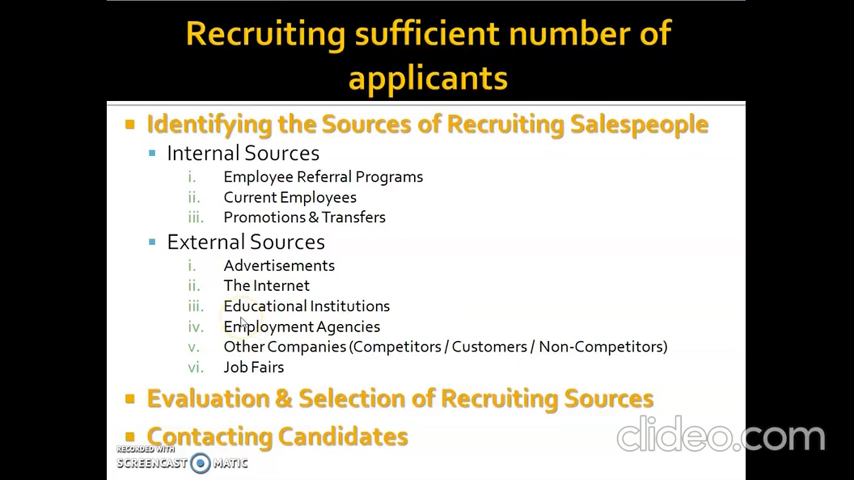 Recruiting sufficient number of
applicants
Identifying the Sources of Recruiting Salespeople
Internal Sources
i. Employee Referral Programs
ii. Current Employees
iii. Promotions & Transfers
External Sources
i. Advertisements
ii. The Internet
iii. Educational Institutions
iv. Employment Agencies
v. Other Companies (Competitors / Customers / Non-Competitors)
vi. Job Fairs
Evaluation & Selection of Recruiting Sources
Contacting Candidates
clideo.com
RECORDED WITH
SCREENCAST MATIC